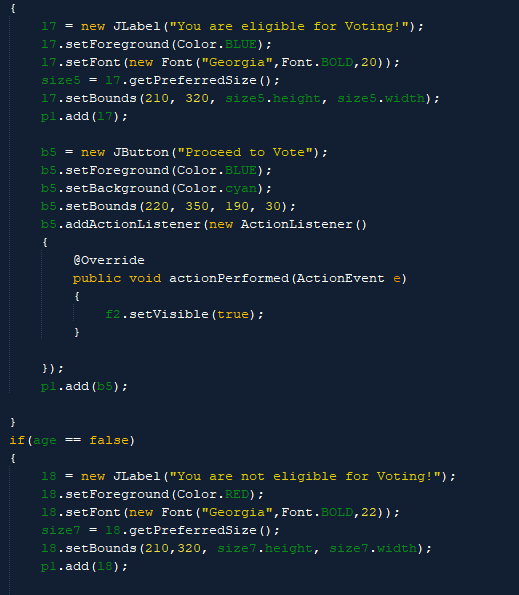 {
    l7 = new JLabel("You are eligible for Voting!");
    l7.setForeground(Color.BLUE);
    l7.setFont(new Font("Georgia",Font.BOLD,20));
    size5 = l7.getPreferredSize();
    l7.setBounds(210, 320, size5.height, size5.width);
    p1.add(l7);

    b5 = new JButton("Proceed to Vote");
    b5.setForeground(Color.BLUE);
    b5.setBackground(Color.cyan);
    b5.setBounds(220, 350, 190, 30);
    b5.addActionListener(new ActionListener()
    {
        @Override
        public void actionPerformed(ActionEvent e)
        {
            f2.setVisible(true);
        }

    });
    p1.add(b5);

}
if(age == false)
{
    l8 = new JLabel("You are not eligible for Voting!");
    l8.setForeground(Color.RED);
    l8.setFont(new Font("Georgia",Font.BOLD,22));
    size7 = l8.getPreferredSize();
    l8.setBounds(210,320, size7.height, size7.width);
    p1.add(l8);